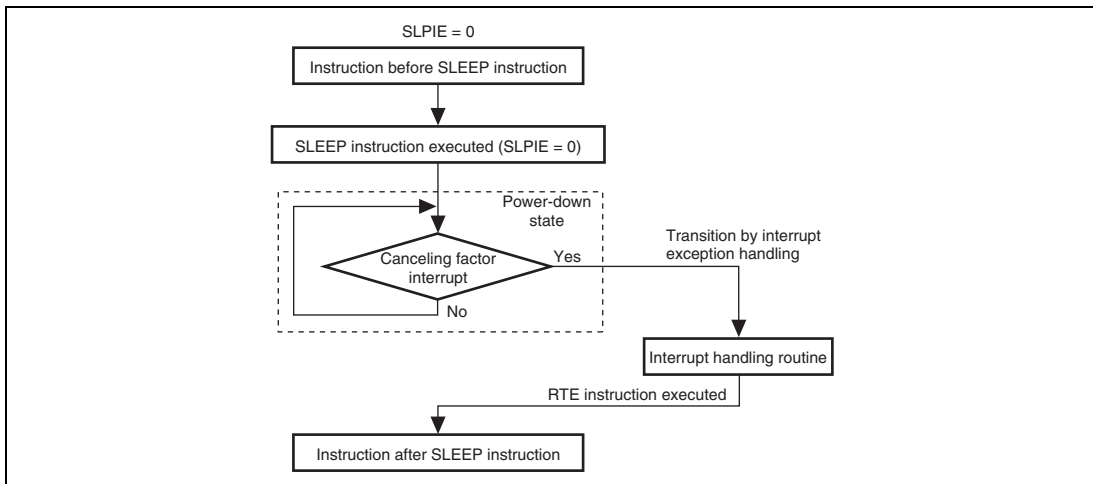 SLPIE = 0
Instruction before SLEEP instruction
SLEEP instruction executed (SLPIE = 0)
Power-down
state
Canceling factor
interrupt
Yes
No
Transition by interrupt
exception handling
Interrupt handling routine
RTE instruction executed
Instruction after SLEEP instruction